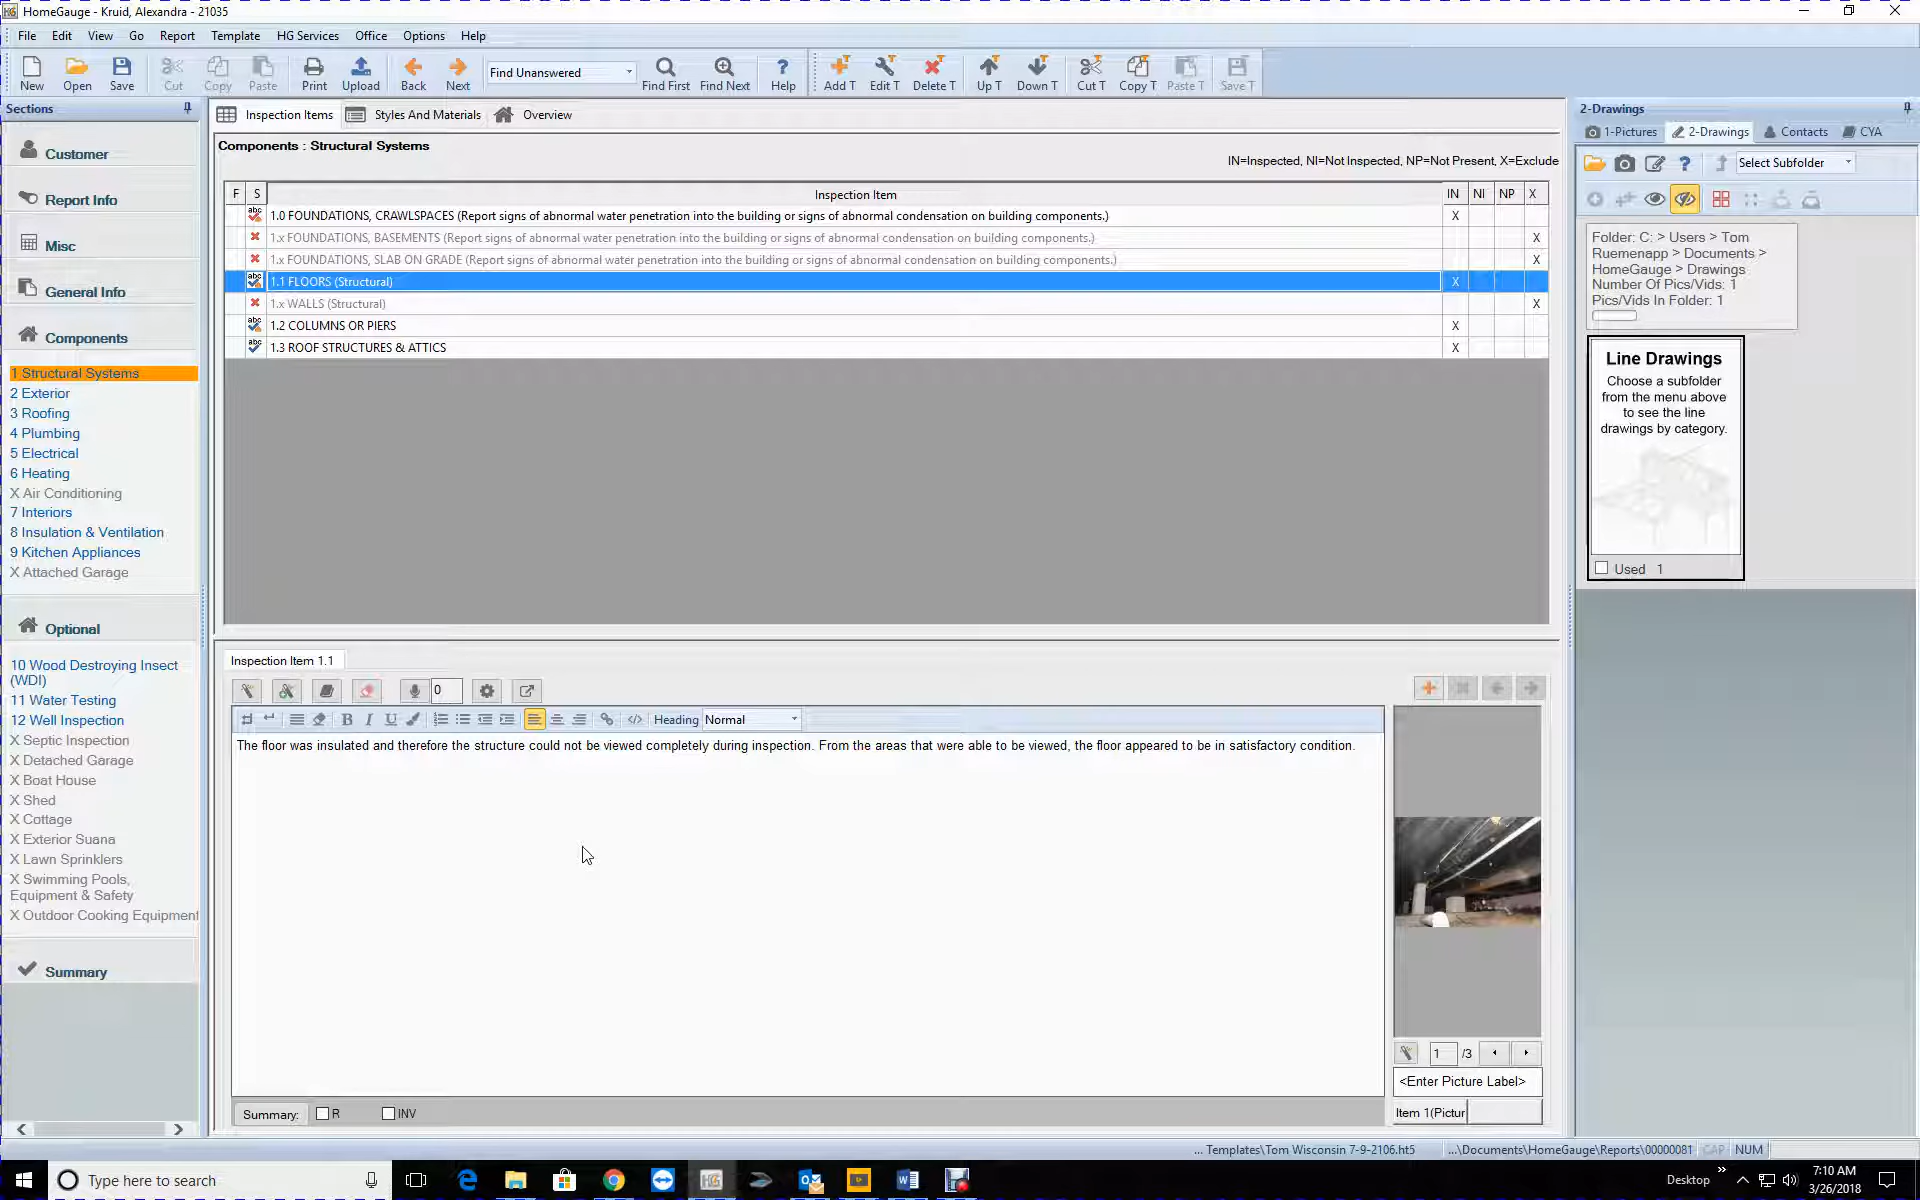 HG HomeGauge - Kruid, Alexandra - 21035
File Edit View Go Report Template HG Services Office Options Help
New Open Save Cut Copy Paste Print Upload Back Next Find Unanswered Find First Find Next Help Add T Edit T Delete T Up T Down T Cut T Copy T Paste T Save T
Sections
Customer
Report Info
Misc
General Info
Components
1 Structural Systems
2 Exterior
3 Roofing
4 Plumbing
5 Electrical
6 Heating
X Air Conditioning
7 Interiors
8 Insulation & Ventilation
9 Kitchen Appliances
X Attached Garage
Optional
10 Wood Destroying Insect
(WDI)
11 Water Testing
12 Well Inspection
X Septic Inspection
X Detached Garage
X Boat House
X Shed
X Cottage
X Exterior Suana
X Lawn Sprinklers
X Swimming Pools,
Equipment & Safety
X Outdoor Cooking Equipment
Summary
Inspection Items Styles And Materials Overview
Components : Structural Systems
IN=Inspected, NI=Not Inspected, NP=Not Present, X=Exclude
F S Inspection Item IN NI NP X
abc 1.0 FOUNDATIONS, CRAWLSPACES (Report signs of abnormal water penetration into the building or signs of abnormal condensation on building components.) X
1.x FOUNDATIONS, BASEMENTS (Report signs of abnormal water penetration into the building or signs of abnormal condensation on building components.) X
1.x FOUNDATIONS, SLAB ON GRADE (Report signs of abnormal water penetration into the building or signs of abnormal condensation on building components.) X
abc 1.1 FLOORS (Structural) X
1.x WALLS (Structural) X
abc 1.2 COLUMNS OR PIERS X
abc 1.3 ROOF STRUCTURES & ATTICS X
Inspection Item 1.1
0
B I U Heading Normal
The floor was insulated and therefore the structure could not be viewed completely during inspection. From the areas that were able to be viewed, the floor appeared to be in satisfactory condition.
1 /3
<Enter Picture Label>
Item 1(Pictur
Summary: R INV
2-Drawings
1-Pictures 2-Drawings Contacts CYA
? Select Subfolder
Folder: C: > Users > Tom
Ruemenapp > Documents >
HomeGauge > Drawings
Number Of Pics/Vids: 1
Pics/Vids In Folder: 1
Line Drawings
Choose a subfolder
from the menu above
to see the line
drawings by category.
Used 1
... Templates\Tom Wisconsin 7-9-2106.ht5 ...\Documents\HomeGauge\Reports\00000081 CAP NUM
Type here to search
Desktop
7:10 AM
3/26/2018